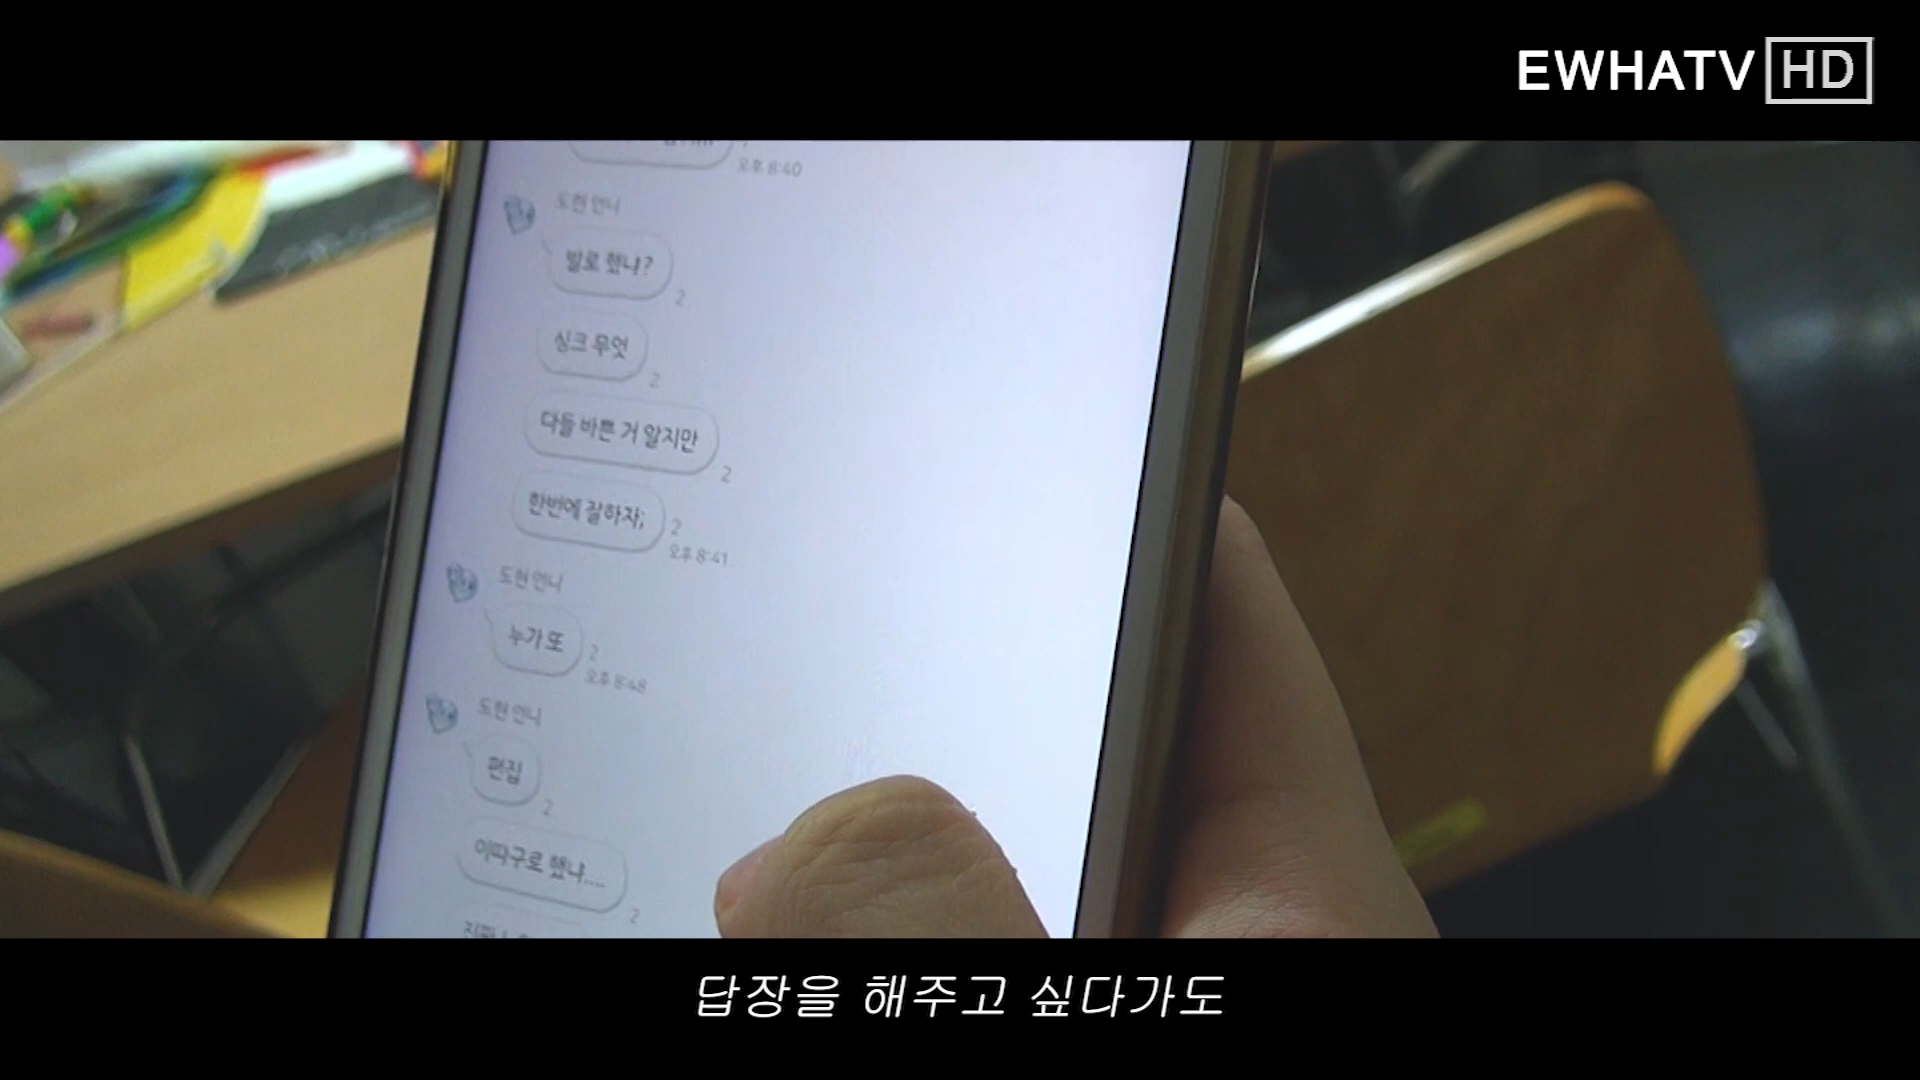 EWHATV HD
오후 8:40
도현 언니
발로 했냐?
2
싱크 무엇
2
다들 바쁜 거 알지만
2
한번에 잘하자;
2
오후 8:41
도현 언니
누가 또
2
오후 8:48
도현 언니
편집
2
이따구로 했냐....
2
답장을 해주고 싶다가도